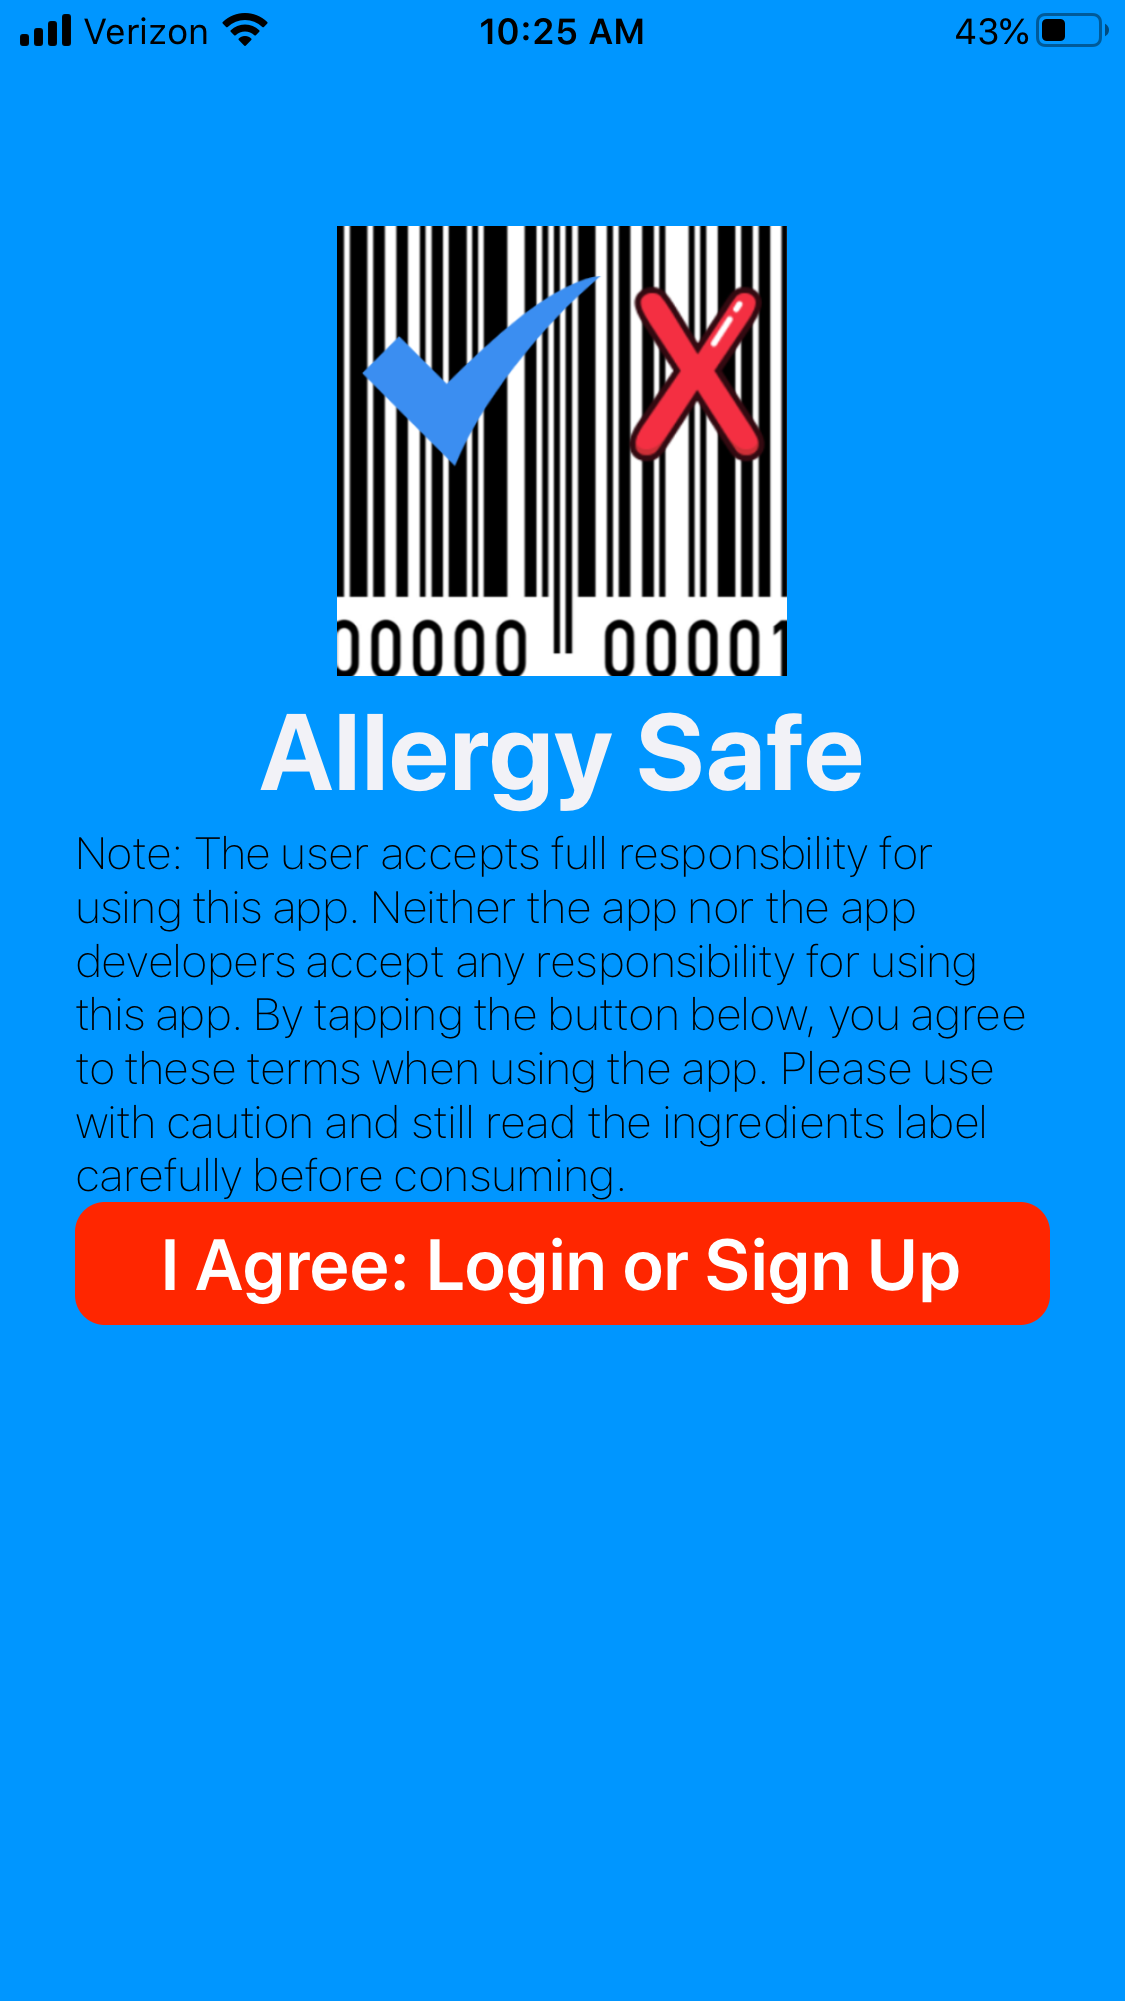 Verizon 10:25 AM 43%
00000 00001
Allergy Safe
Note: The user accepts full responsbility for
using this app. Neither the app nor the app
developers accept any responsibility for using
this app. By tapping the button below, you agree
to these terms when using the app. Please use
with caution and still read the ingredients label
carefully before consuming.
I Agree: Login or Sign Up